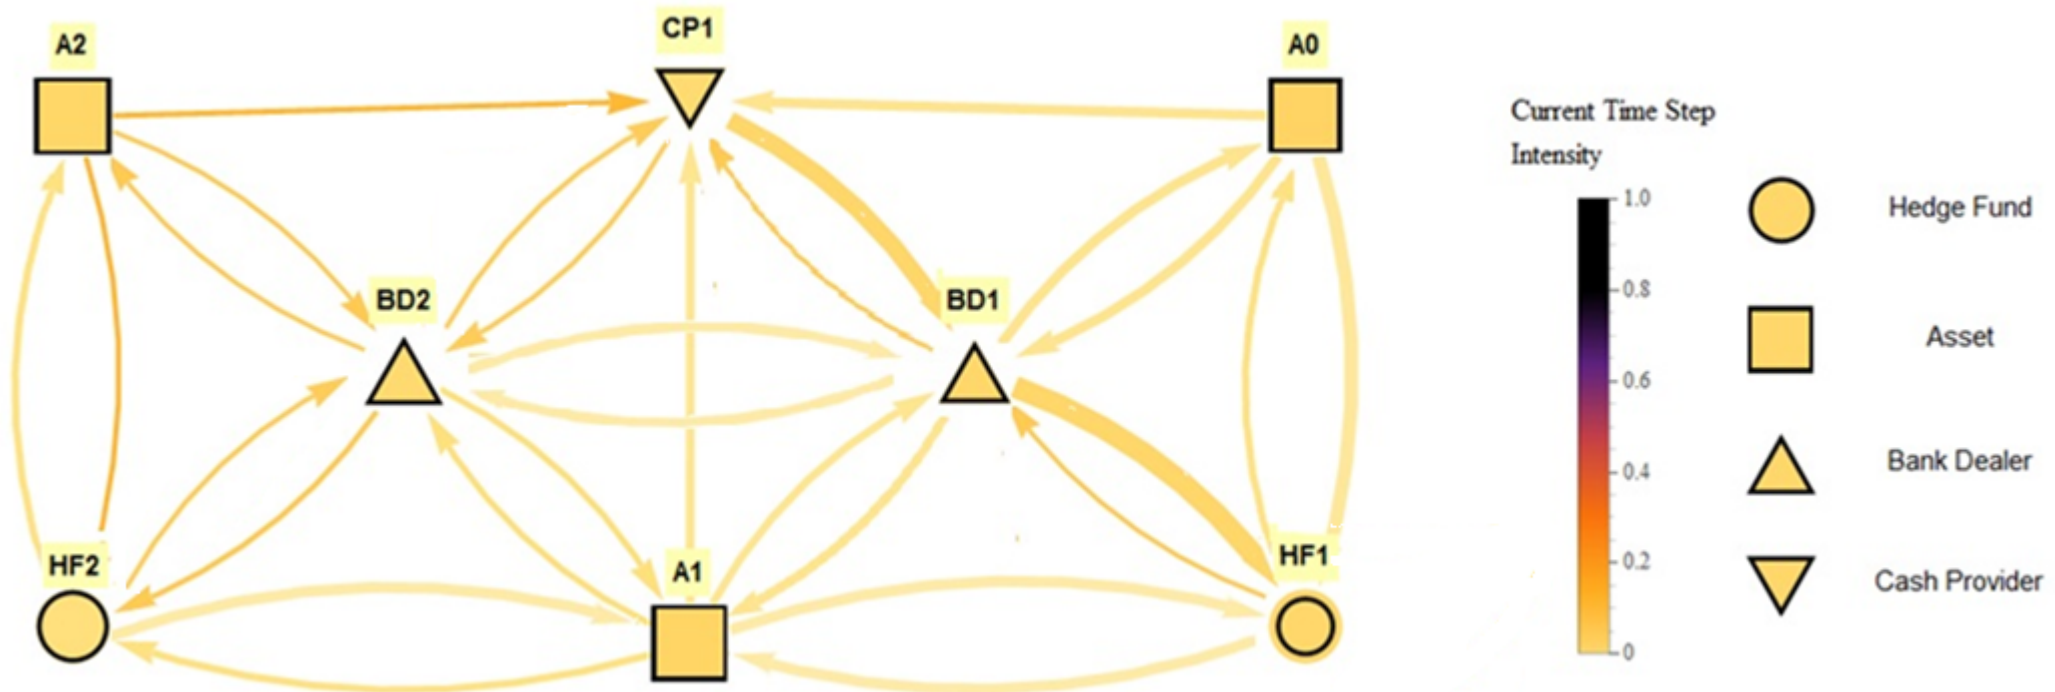 A2
CP1
A0
BD2
BD1
HF2
A1
HF1
Current Time Step
Intensity
1.0
0.8
0.6
0.4
0.2
0
Hedge Fund
Asset
Bank Dealer
Cash Provider